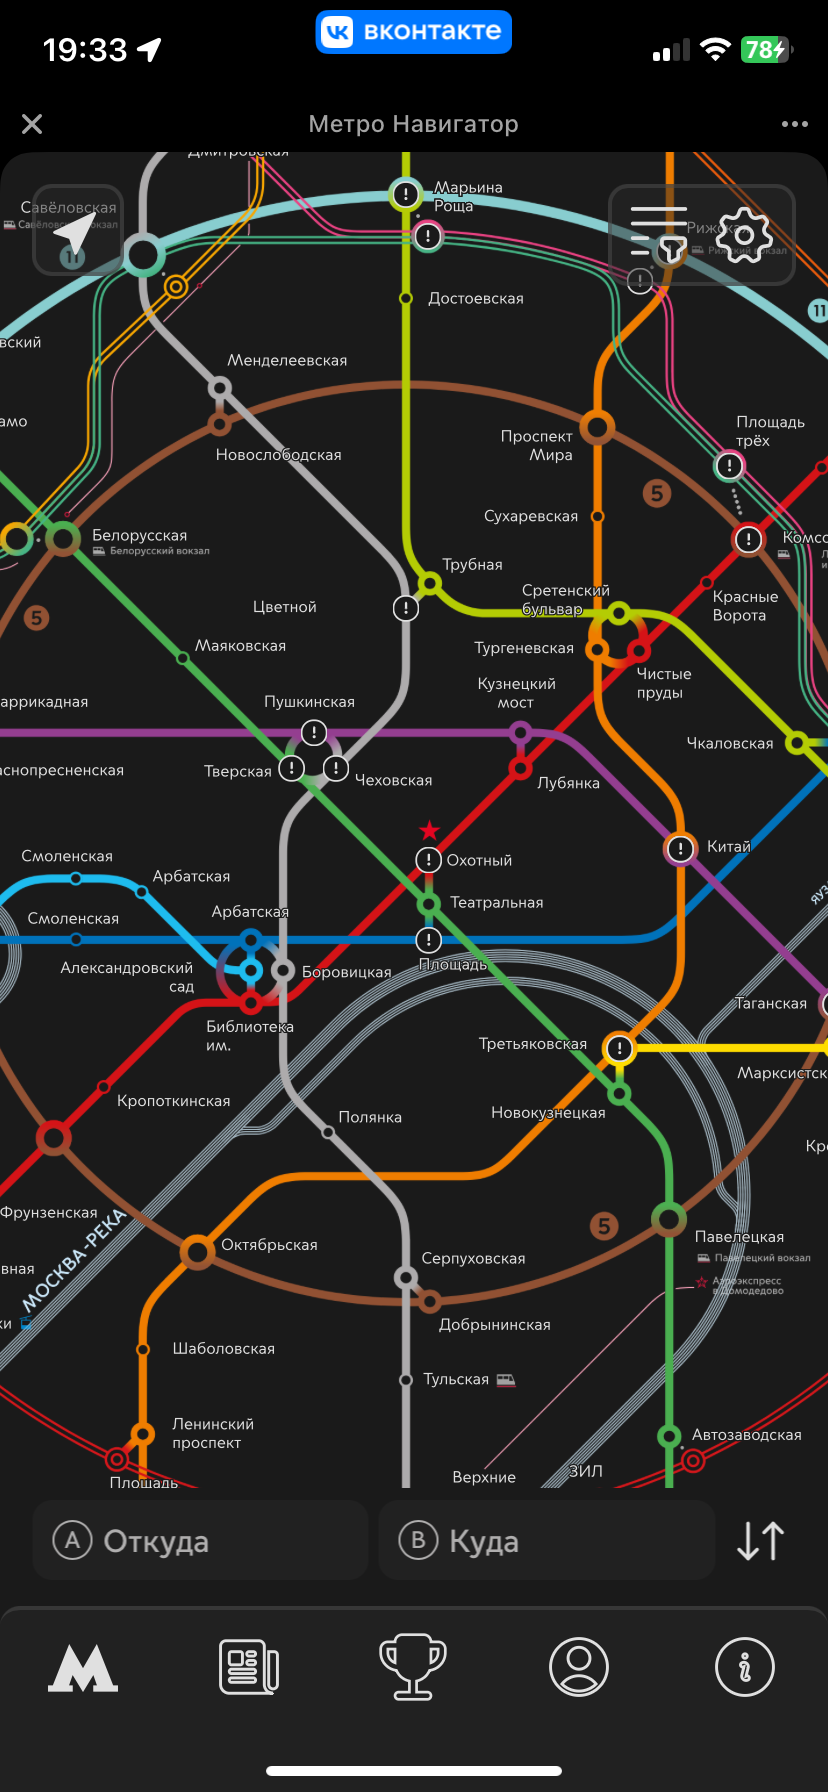 19:33
вконтакте
78
Метро Навигатор
Дмитровская
Марьина
Роща
Савёловская
Савёловский вокзал
11
Рижская
Рижский вокзал
Достоевская
11
вский
Менделеевская
амо
Площадь
трёх
Проспект
Мира
Новослободская
5
Сухаревская
Белорусская
Белорусский вокзал
Комсо
Трубная
Сретенский
бульвар
Красные
Ворота
Цветной
5
Маяковская
Тургеневская
Чистые
пруды
Кузнецкий
мост
аррикадная
Пушкинская
Чкаловская
аснопресненская
Тверская
Чеховская
Лубянка
Смоленская
Арбатская
Охотный
Китай
ЯУЗ
Театральная
Смоленская
Арбатская
Александровский
сад
Боровицкая
Площадь
Таганская
Библиотека
им.
Третьяковская
Марксистск
Кропоткинская
Полянка
Новокузнецкая
Кро
Фрунзенская
МОСКВА-РЕКА
5
Октябрьская
Павелецкая
Павелецкий вокзал
вная
Серпуховская
Аэроэкспресс
в Домодедово
ки
Добрынинская
Шаболовская
Тульская
Ленинский
проспект
Автозаводская
Площадь
Верхние
ЗИЛ
A Откуда
B Куда